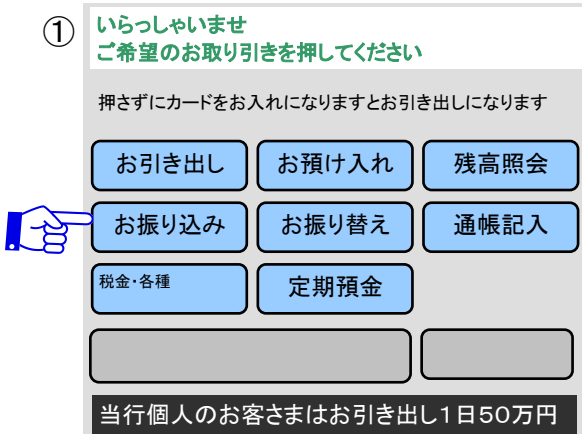 ①
いらっしゃいませ
ご希望のお取り引きを押してください
押さずにカードをお入れになりますとお引き出しになります
お引き出し お預け入れ 残高照会
お振り込み お振り替え 通帳記入
税金・各種 定期預金
当行個人のお客さまはお引き出し1日50万円